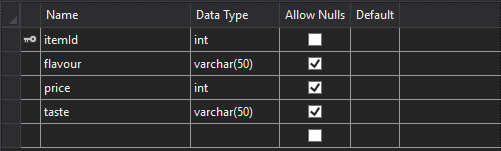 Name Data Type Allow Nulls Default
itemId int
flavour varchar(50)
price int
taste varchar(50)